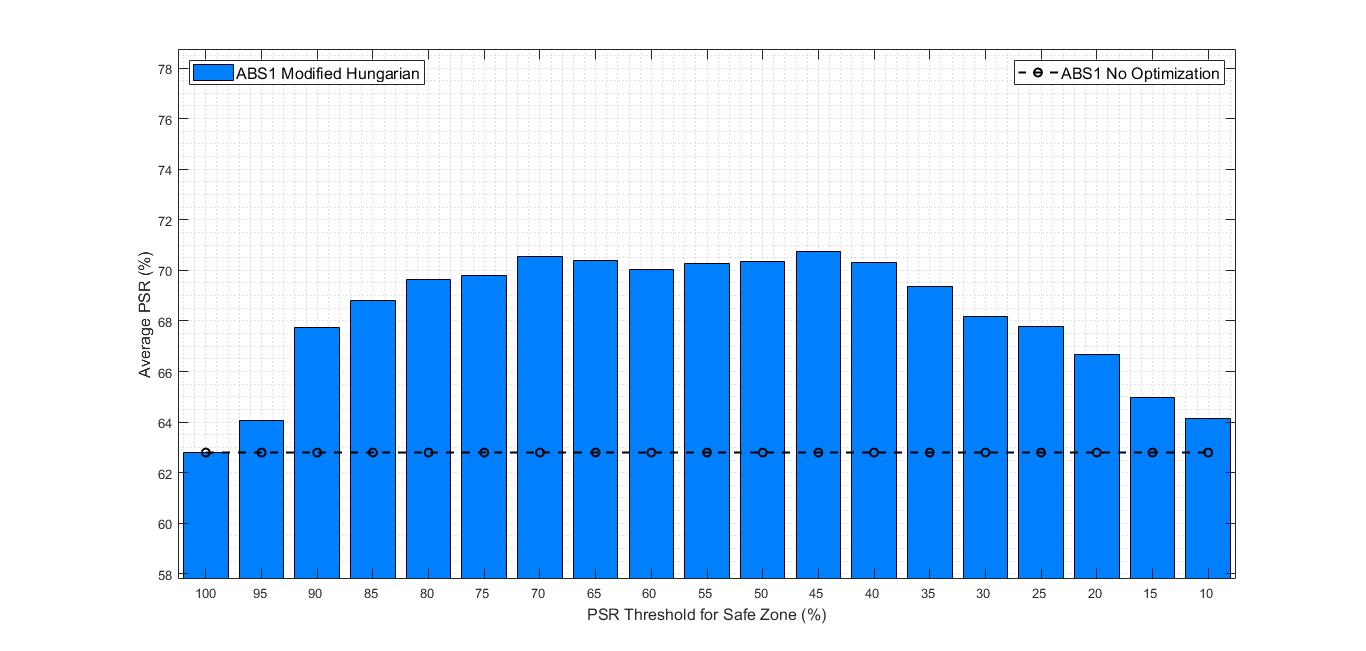 ABS1 Modified Hungarian
ABS1 No Optimization
78
76
74
72
70
68
66
64
62
60
58
Average PSR (%)
100 95 90 85 80 75 70 65 60 55 50 45 40 35 30 25 20 15 10
PSR Threshold for Safe Zone (%)